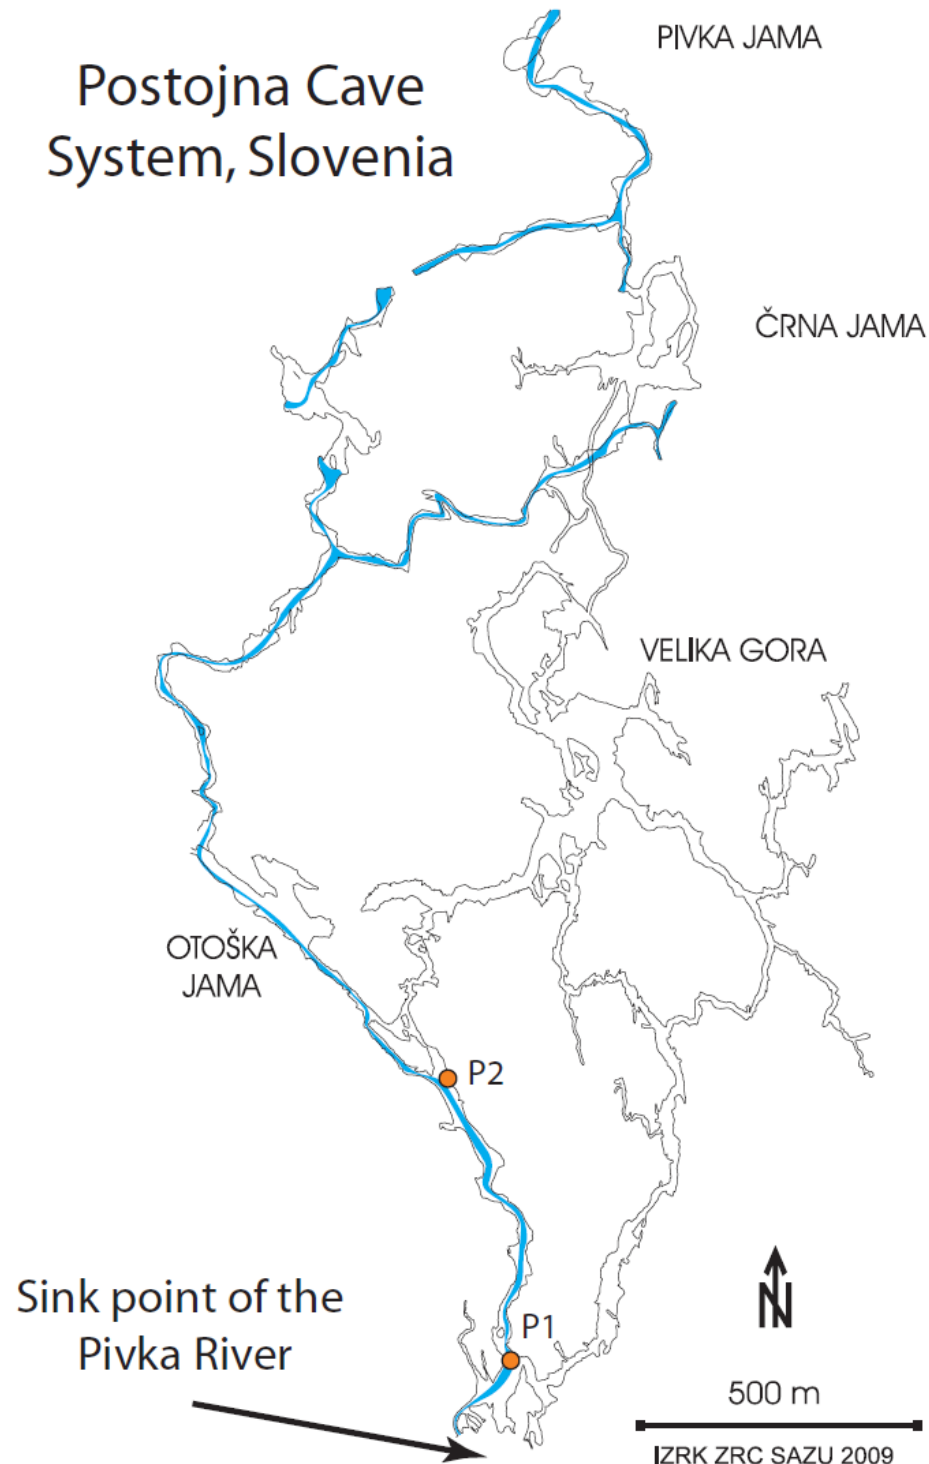 Postojna Cave
System, Slovenia
PIVKA JAMA
ČRNA JAMA
VELIKA GORA
OTOŠKA
JAMA
P2
Sink point of the
Pivka River
P1
N
500 m
IZRK ZRC SAZU 2009